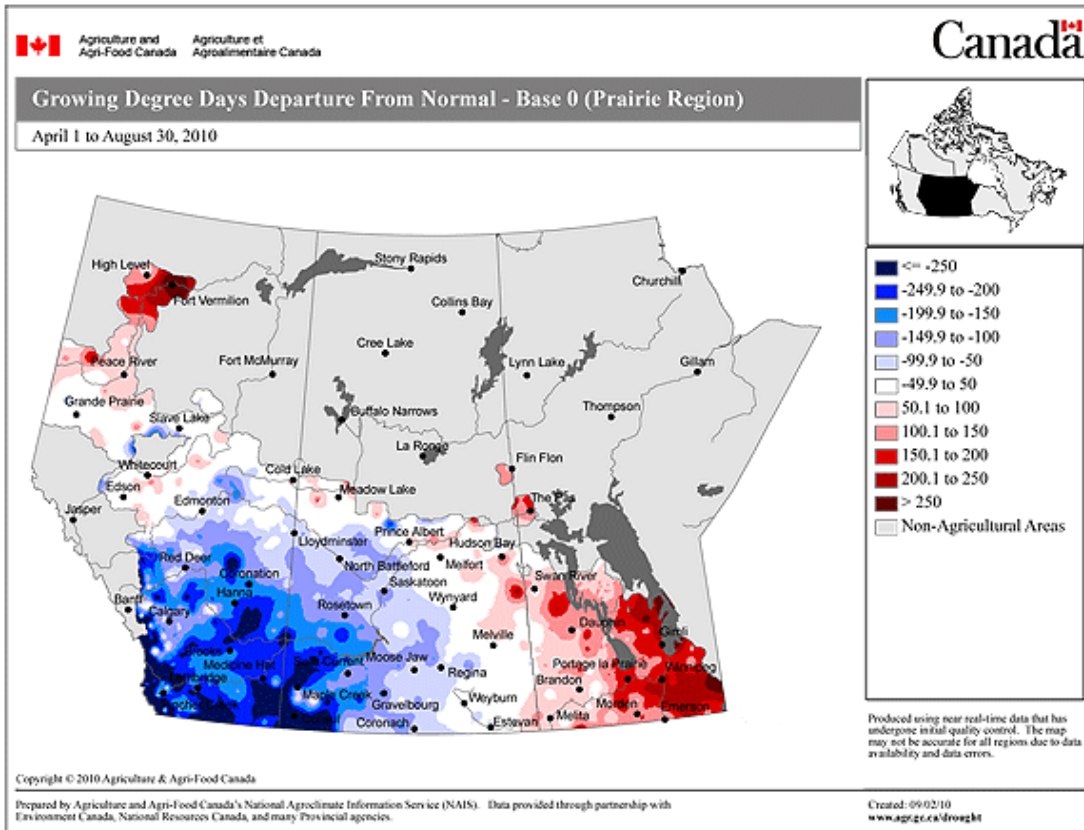 Agriculture and
Agri-Food Canada
Agriculture et
Agroalimentaire Canada
Canada
Growing Degree Days Departure From Normal - Base 0 (Prairie Region)
April 1 to August 30, 2010
High Level
Fort Vermilion
Stony Rapids
Churchill
Collins Bay
Peace River
Fort McMurray
Cree Lake
Lynn Lake
Gillam
Grande Prairie
Slave Lake
Buffalo Narrows
Thompson
La Ronge
Flin Flon
Whitecourt
Cold Lake
Edson
Meadow Lake
The Pas
Jasper
Edmonton
Prince Albert
Lloydminster
Hudson Bay
Red Deer
North Battleford
Melfort
Coronation
Saskatoon
Swan River
Banff
Hanna
Rosetown
Wynyard
Calgary
Dauphin
Gimli
Brooks
Melville
Medicine Hat
Swift Current
Moose Jaw
Regina
Portage la Prairie
Winnipeg
Lethbridge
Maple Creek
Brandon
Pincher Creek
Gravelbourg
Weyburn
Morden
Consul
Coronach
Estevan
Melita
Emerson
<= -250
-249.9 to -200
-199.9 to -150
-149.9 to -100
-99.9 to -50
-49.9 to 50
50.1 to 100
100.1 to 150
150.1 to 200
200.1 to 250
> 250
Non-Agricultural Areas
Produced using near real-time data that has
undergone initial quality control. The map
may not be accurate for all regions due to data
availability and data errors.
Copyright © 2010 Agriculture & Agri-Food Canada
Prepared by Agriculture and Agri-Food Canada's National Agroclimate Information Service (NAIS). Data provided through partnership with
Environment Canada, National Resources Canada, and many Provincial agencies.
Created: 09/02/10
www.agr.gc.ca/drought